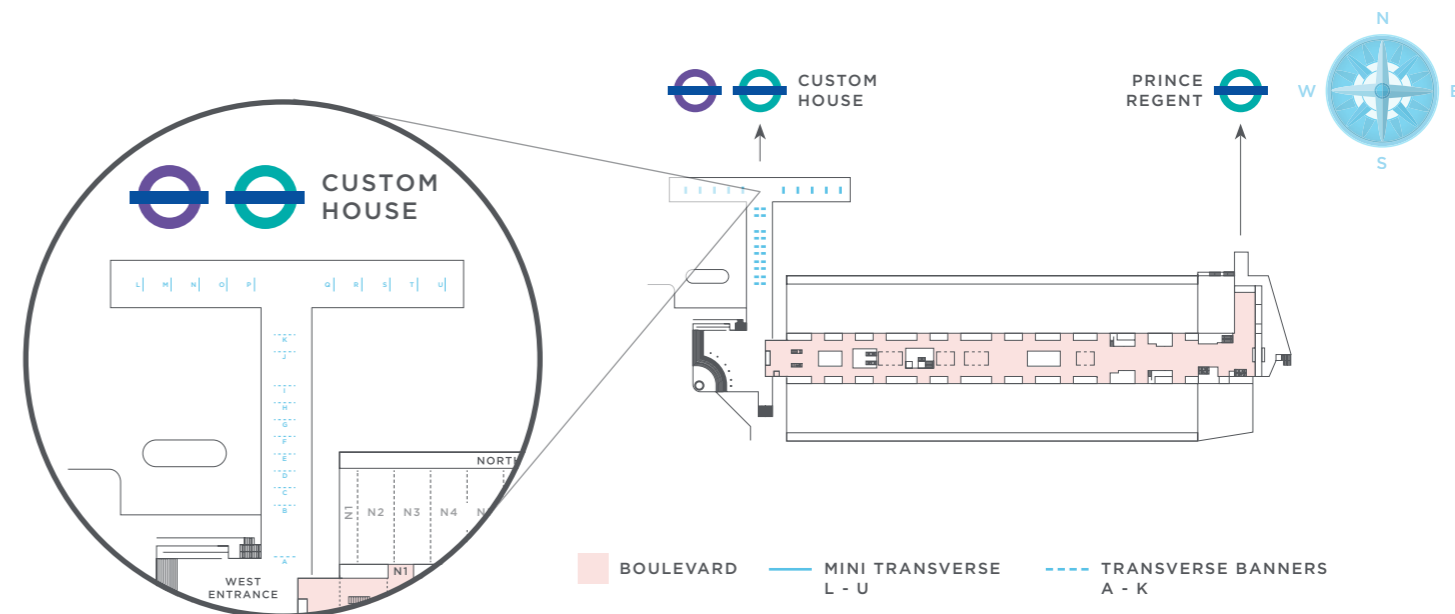 N
W
E
S
CUSTOM
HOUSE
PRINCE
REGENT
CUSTOM
HOUSE
L M N O P Q R S T U
K
J
I
H
G
F
E
D
C
B
A
NORTH
N1 N2 N3 N4 N
N1
WEST
ENTRANCE
BOULEVARD
MINI TRANSVERSE
L - U
TRANSVERSE BANNERS
A - K